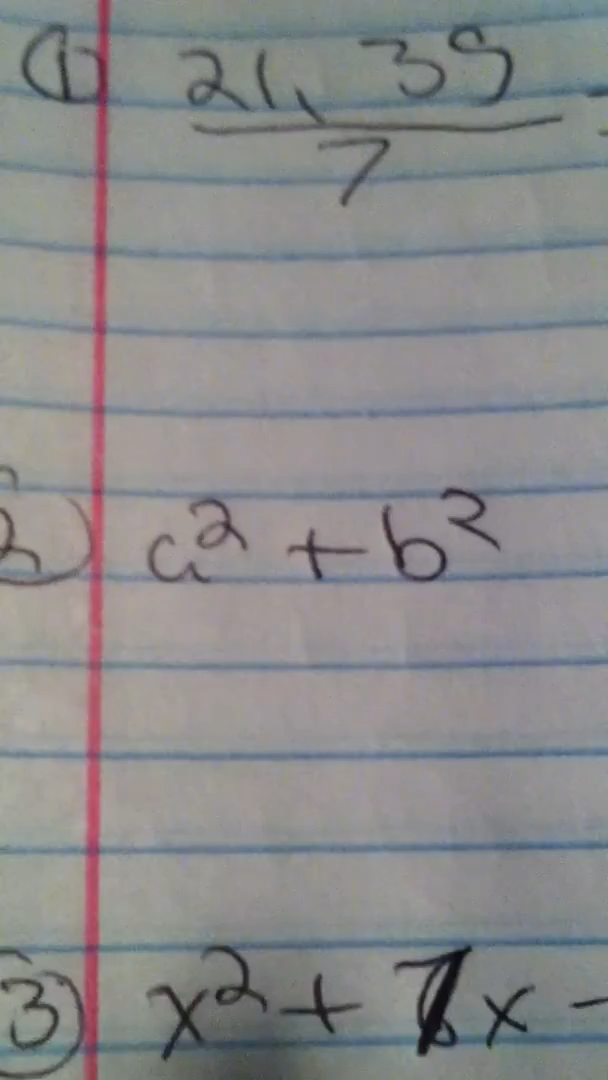 ① 21, 35
7
② a² + b²
③ x² + x -